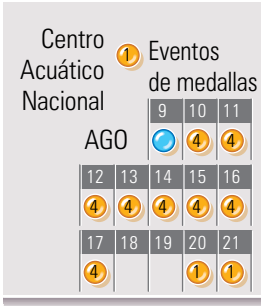 Centro
Acuático
Nacional
1 Eventos
de medallas
AGO
9 10 11
4 4
12 13 14 15 16
4 4 4 4 4
17 18 19 20 21
4 1 1